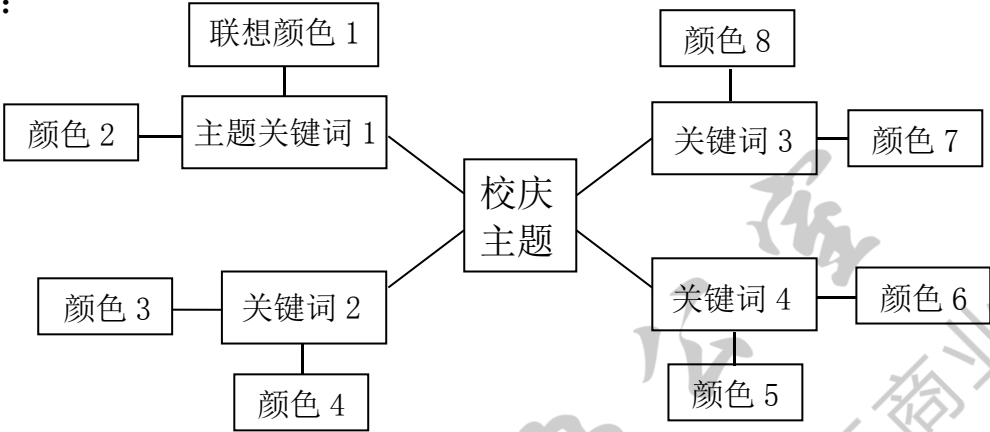 ：
联想颜色 1
颜色 8
颜色 2
主题关键词 1
关键词 3
颜色 7
校庆
主题
颜色 3
关键词 2
关键词 4
颜色 6
颜色 4
颜色 5
商业